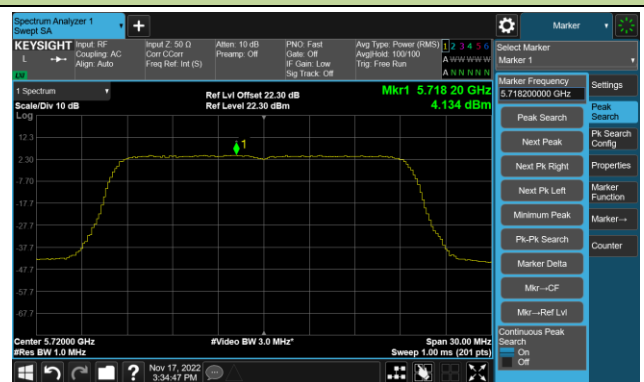 Spectrum Analyzer 1
Swept SA
+
Marker
KEYSIGHT
L
LW
Input: RF
Coupling: AC
Align: Auto
Input Z: 50 Ω
Corr CCorr
Freq Ref: Int (S)
Atten: 10 dB
Preamp: Off
PNO: Fast
Gate: Off
IF Gain: Low
Sig Track: Off
Avg Type: Power (RMS)
Avg|Hold: 100/100
Trig: Free Run
1 2 3 4 5 6
A W W W W W
A N N N N N
Select Marker
Marker 1
1 Spectrum
Scale/Div 10 dB
Log
Ref Lvl Offset 22.30 dB
Ref Level 22.30 dBm
Mkr1 5.718 20 GHz
4.134 dBm
12.3
2.30
-7.70
-17.7
-27.7
-37.7
-47.7
-57.7
-67.7
1
Center 5.72000 GHz
#Res BW 1.0 MHz
#Video BW 3.0 MHz*
Span 30.00 MHz
Sweep 1.00 ms (201 pts)
Marker Frequency
5.718200000 GHz
Peak Search
Next Peak
Next Pk Right
Next Pk Left
Minimum Peak
Pk-Pk Search
Marker Delta
Mkr→CF
Mkr→Ref Lvl
Continuous Peak
Search
On
Off
Settings
Peak
Search
Pk Search
Config
Properties
Marker
Function
Marker→
Counter
?
Nov 17, 2022
3:34:47 PM